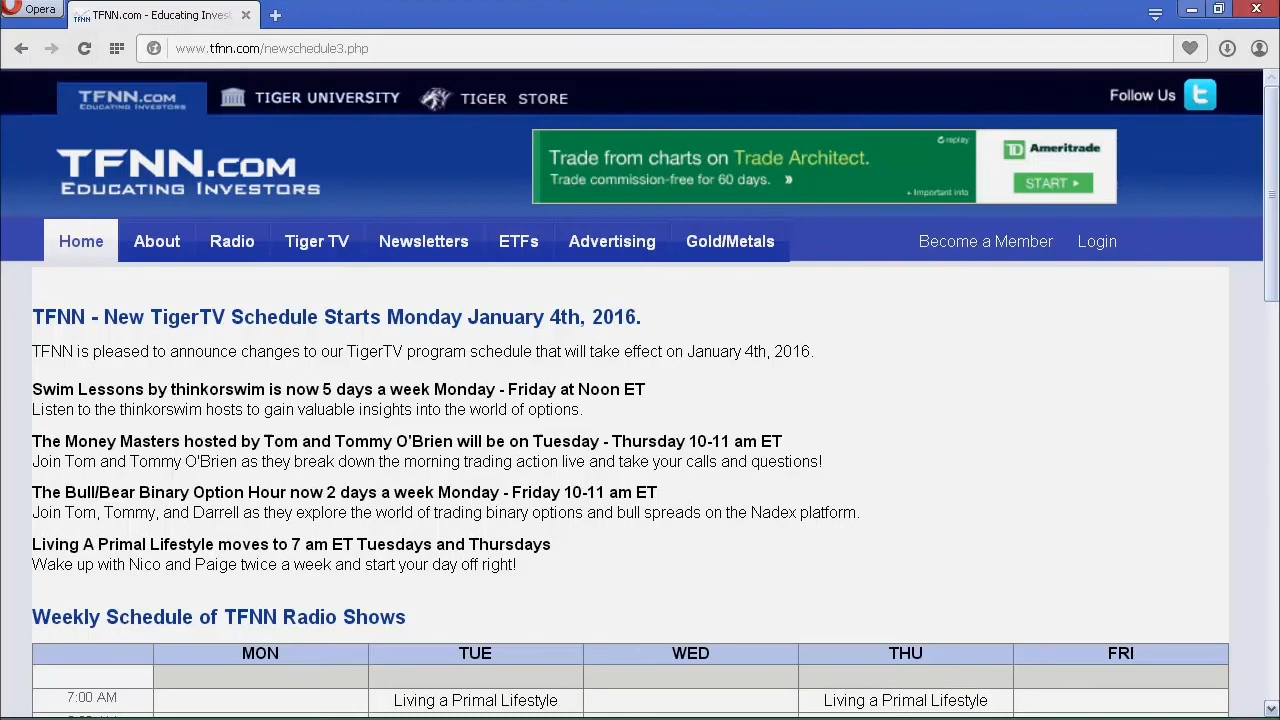 Opera
TFNN.com - Educating Invest
www.tfnn.com/newschedule3.php
TFNN.com
EDUCATING INVESTORS
TIGER UNIVERSITY
TIGER STORE
Follow Us
TFNN.COM
EDUCATING INVESTORS
replay
Trade from charts on Trade Architect.
Trade commission-free for 60 days. »
+ Important info
TD Ameritrade
START
Home About Radio Tiger TV Newsletters ETFs Advertising Gold/Metals Become a Member Login
TFNN - New TigerTV Schedule Starts Monday January 4th, 2016.
TFNN is pleased to announce changes to our TigerTV program schedule that will take effect on January 4th, 2016.
Swim Lessons by thinkorswim is now 5 days a week Monday - Friday at Noon ET
Listen to the thinkorswim hosts to gain valuable insights into the world of options.
The Money Masters hosted by Tom and Tommy O'Brien will be on Tuesday - Thursday 10-11 am ET
Join Tom and Tommy O'Brien as they break down the morning trading action live and take your calls and questions!
The Bull/Bear Binary Option Hour now 2 days a week Monday - Friday 10-11 am ET
Join Tom, Tommy, and Darrell as they explore the world of trading binary options and bull spreads on the Nadex platform.
Living A Primal Lifestyle moves to 7 am ET Tuesdays and Thursdays
Wake up with Nico and Paige twice a week and start your day off right!
Weekly Schedule of TFNN Radio Shows
MON TUE WED THU FRI
7:00 AM Living a Primal Lifestyle Living a Primal Lifestyle